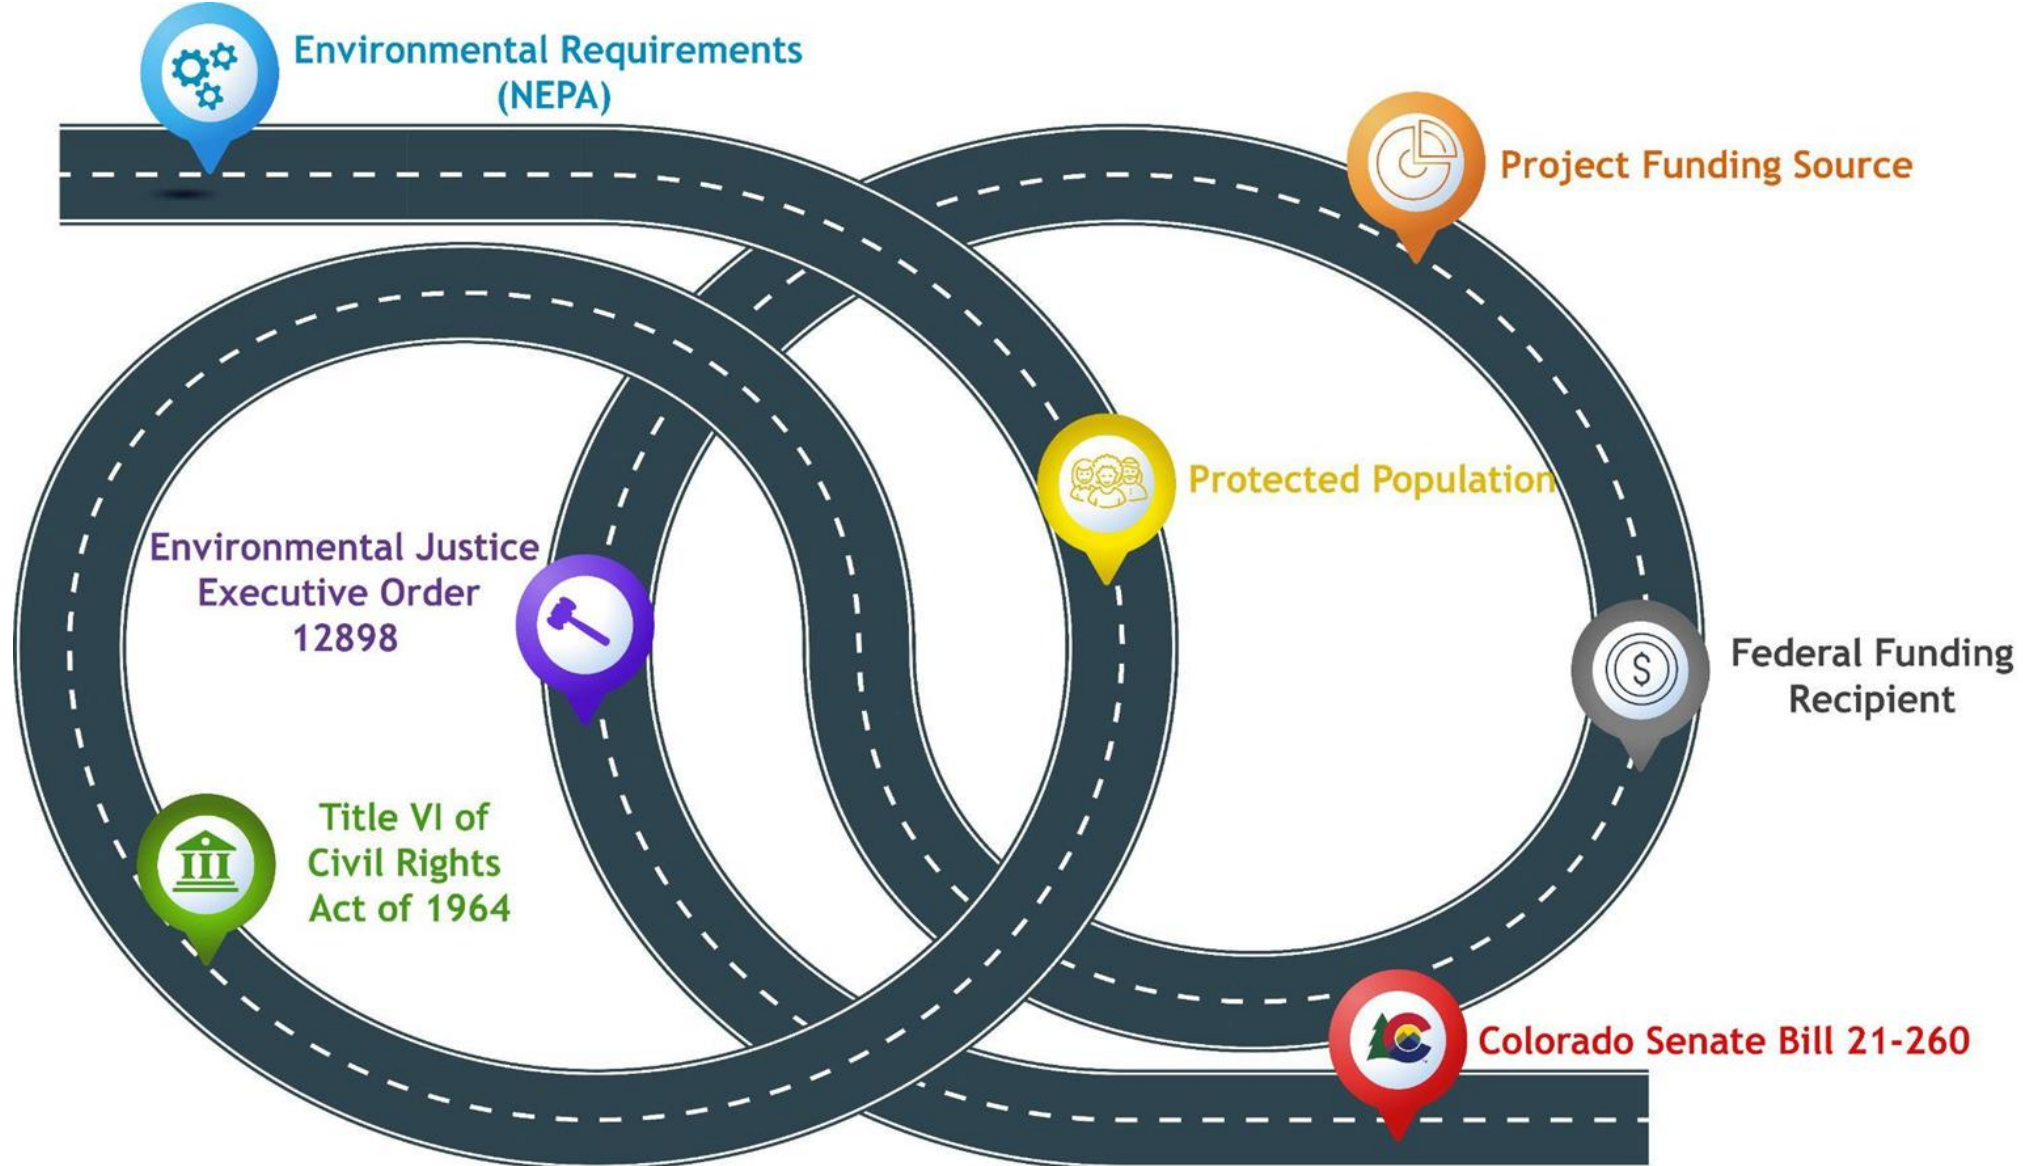 Environmental Requirements
(NEPA)
Project Funding Source
Protected Population
Environmental Justice
Executive Order
12898
Federal Funding
Recipient
Title VI of
Civil Rights
Act of 1964
Colorado Senate Bill 21-260